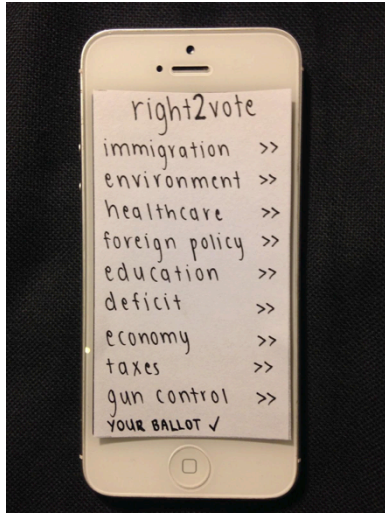 right2vote
immigration >>
environment >>
healthcare >>
foreign policy >>
education >>
deficit >>
economy >>
taxes >>
gun control >>
YOUR BALLOT ✓